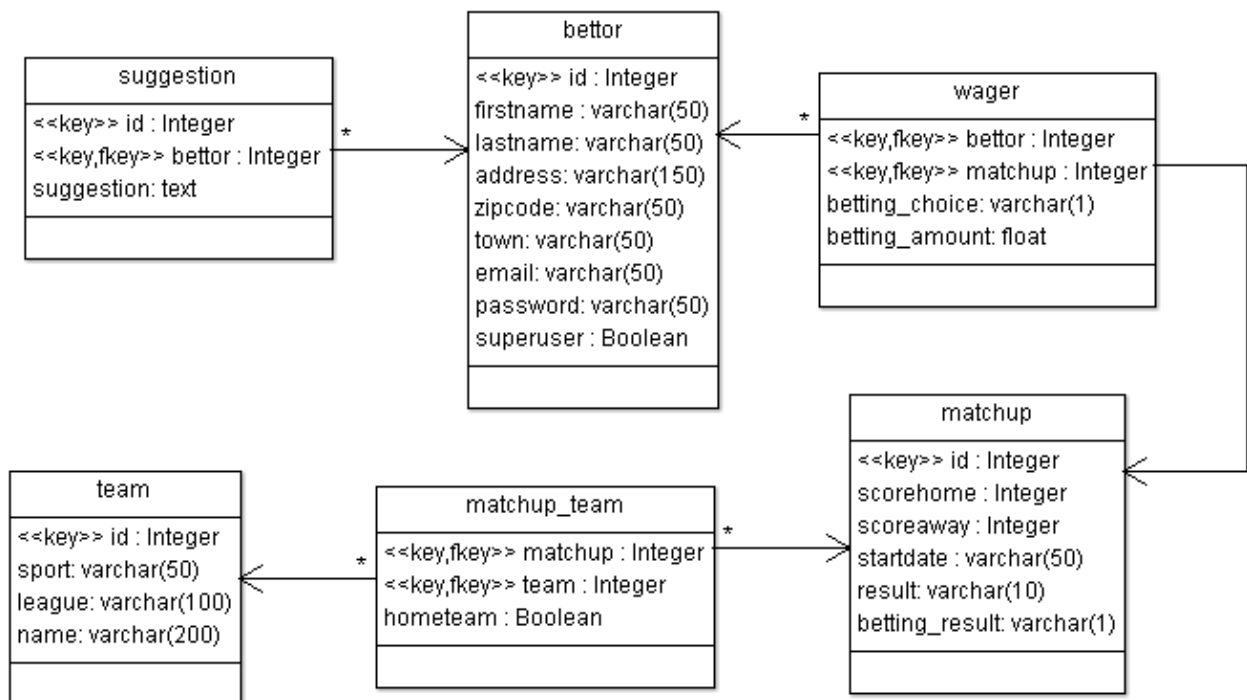 suggestion
<<key>> id : Integer
<<key,fkey>> bettor : Integer
suggestion: text
*
bettor
<<key>> id : Integer
firstname : varchar(50)
lastname: varchar(50)
address: varchar(150)
zipcode: varchar(50)
town: varchar(50)
email: varchar(50)
password: varchar(50)
superuser : Boolean
*
wager
<<key,fkey>> bettor : Integer
<<key,fkey>> matchup : Integer
betting_choice: varchar(1)
betting_amount: float
team
<<key>> id : Integer
sport: varchar(50)
league: varchar(100)
name: varchar(200)
*
matchup_team
<<key,fkey>> matchup : Integer
<<key,fkey>> team : Integer
hometeam : Boolean
*
matchup
<<key>> id : Integer
scorehome : Integer
scoreaway : Integer
startdate : varchar(50)
result: varchar(10)
betting_result: varchar(1)